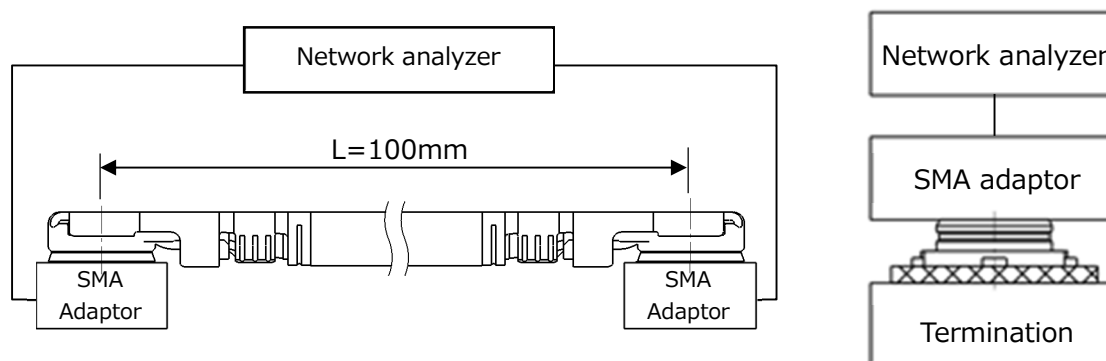 Network analyzer
L=100mm
SMA
Adaptor
SMA
Adaptor
Network analyzer
SMA adaptor
Termination